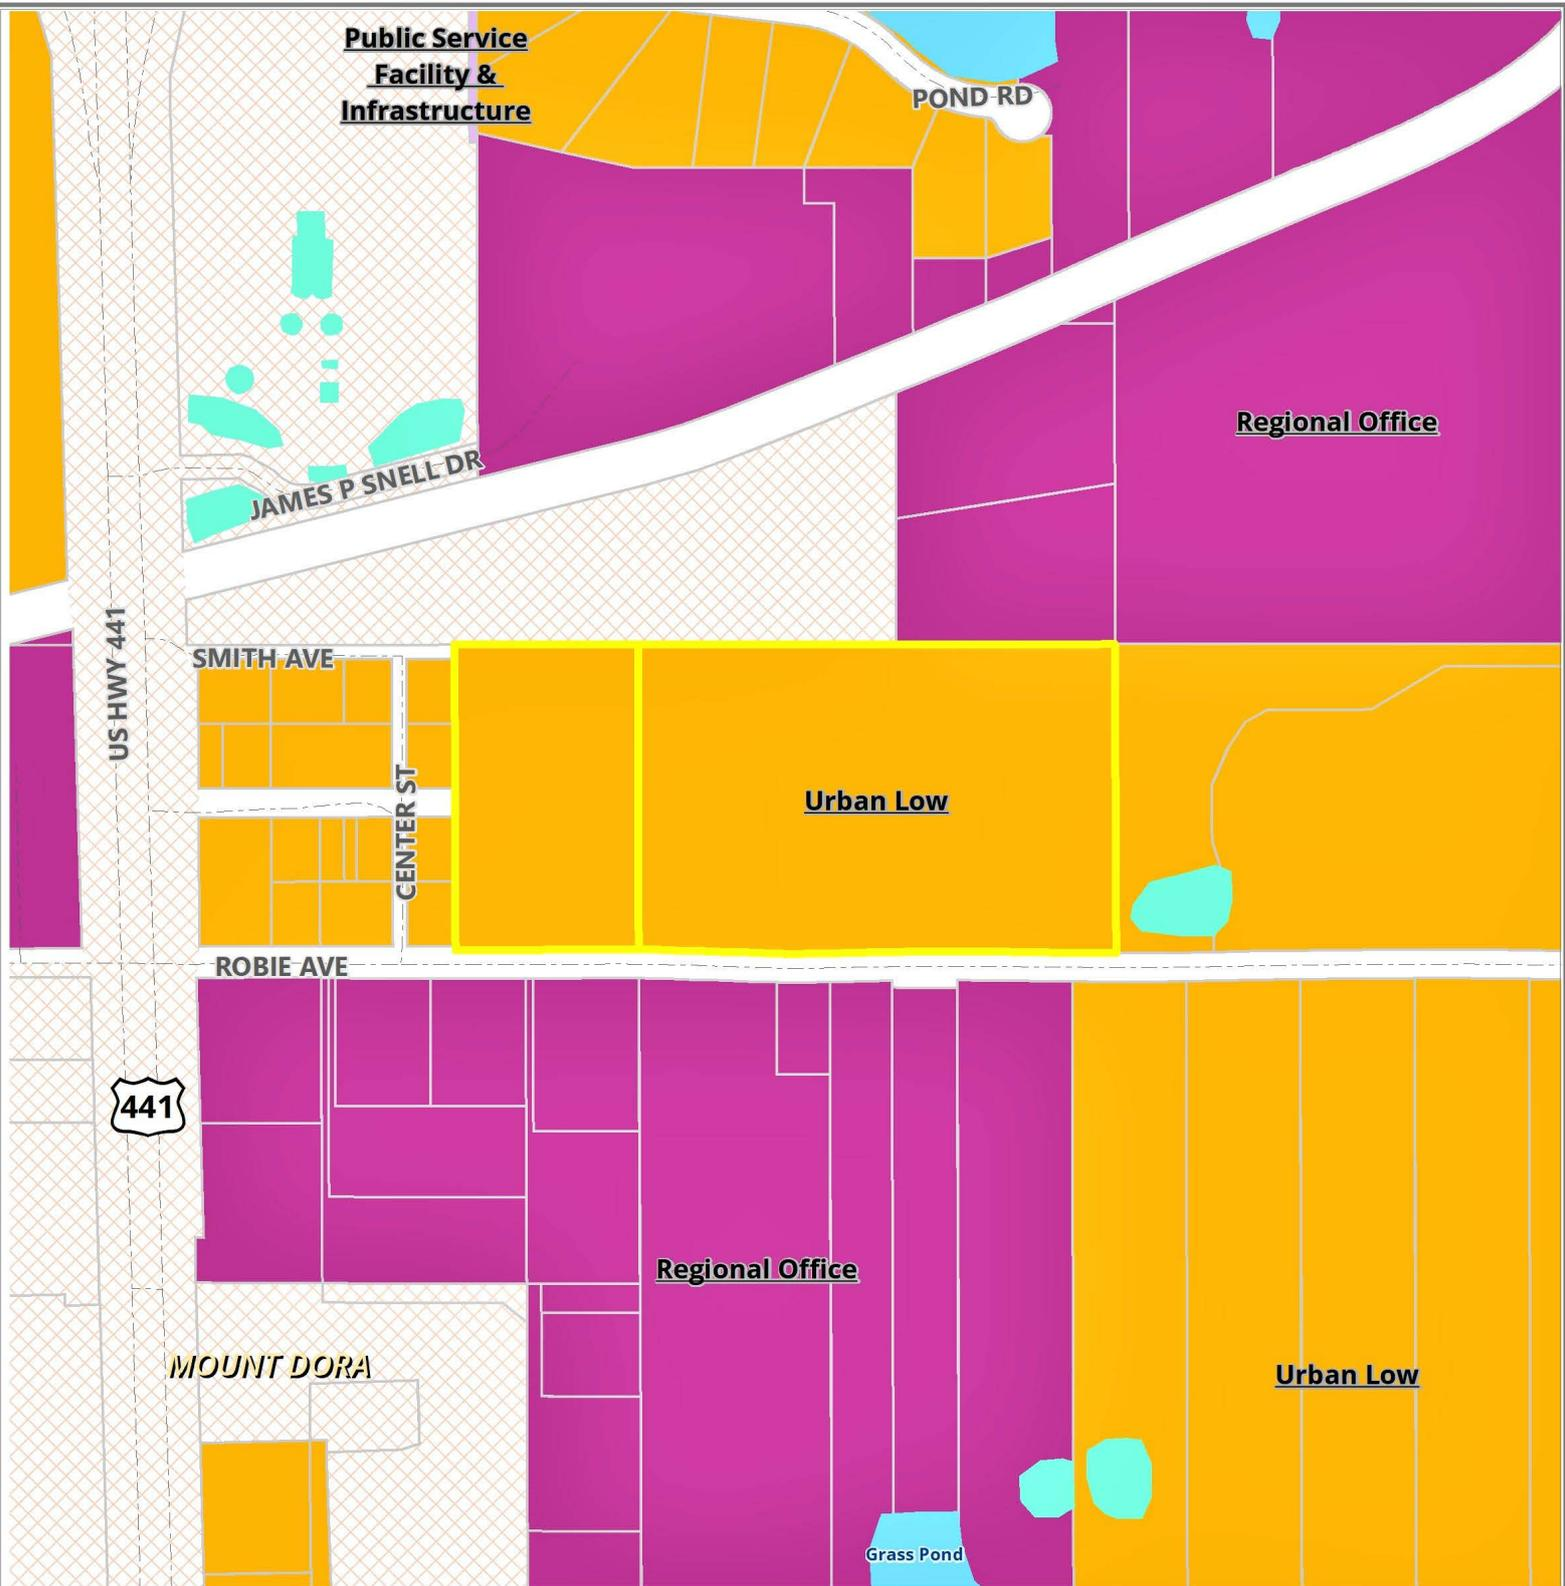 Public Service
Facility &
Infrastructure
POND RD
Regional Office
JAMES P SNELL DR
US HWY 441
SMITH AVE
CENTER ST
Urban Low
ROBIE AVE
441
Regional Office
MOUNT DORA
Urban Low
Grass Pond